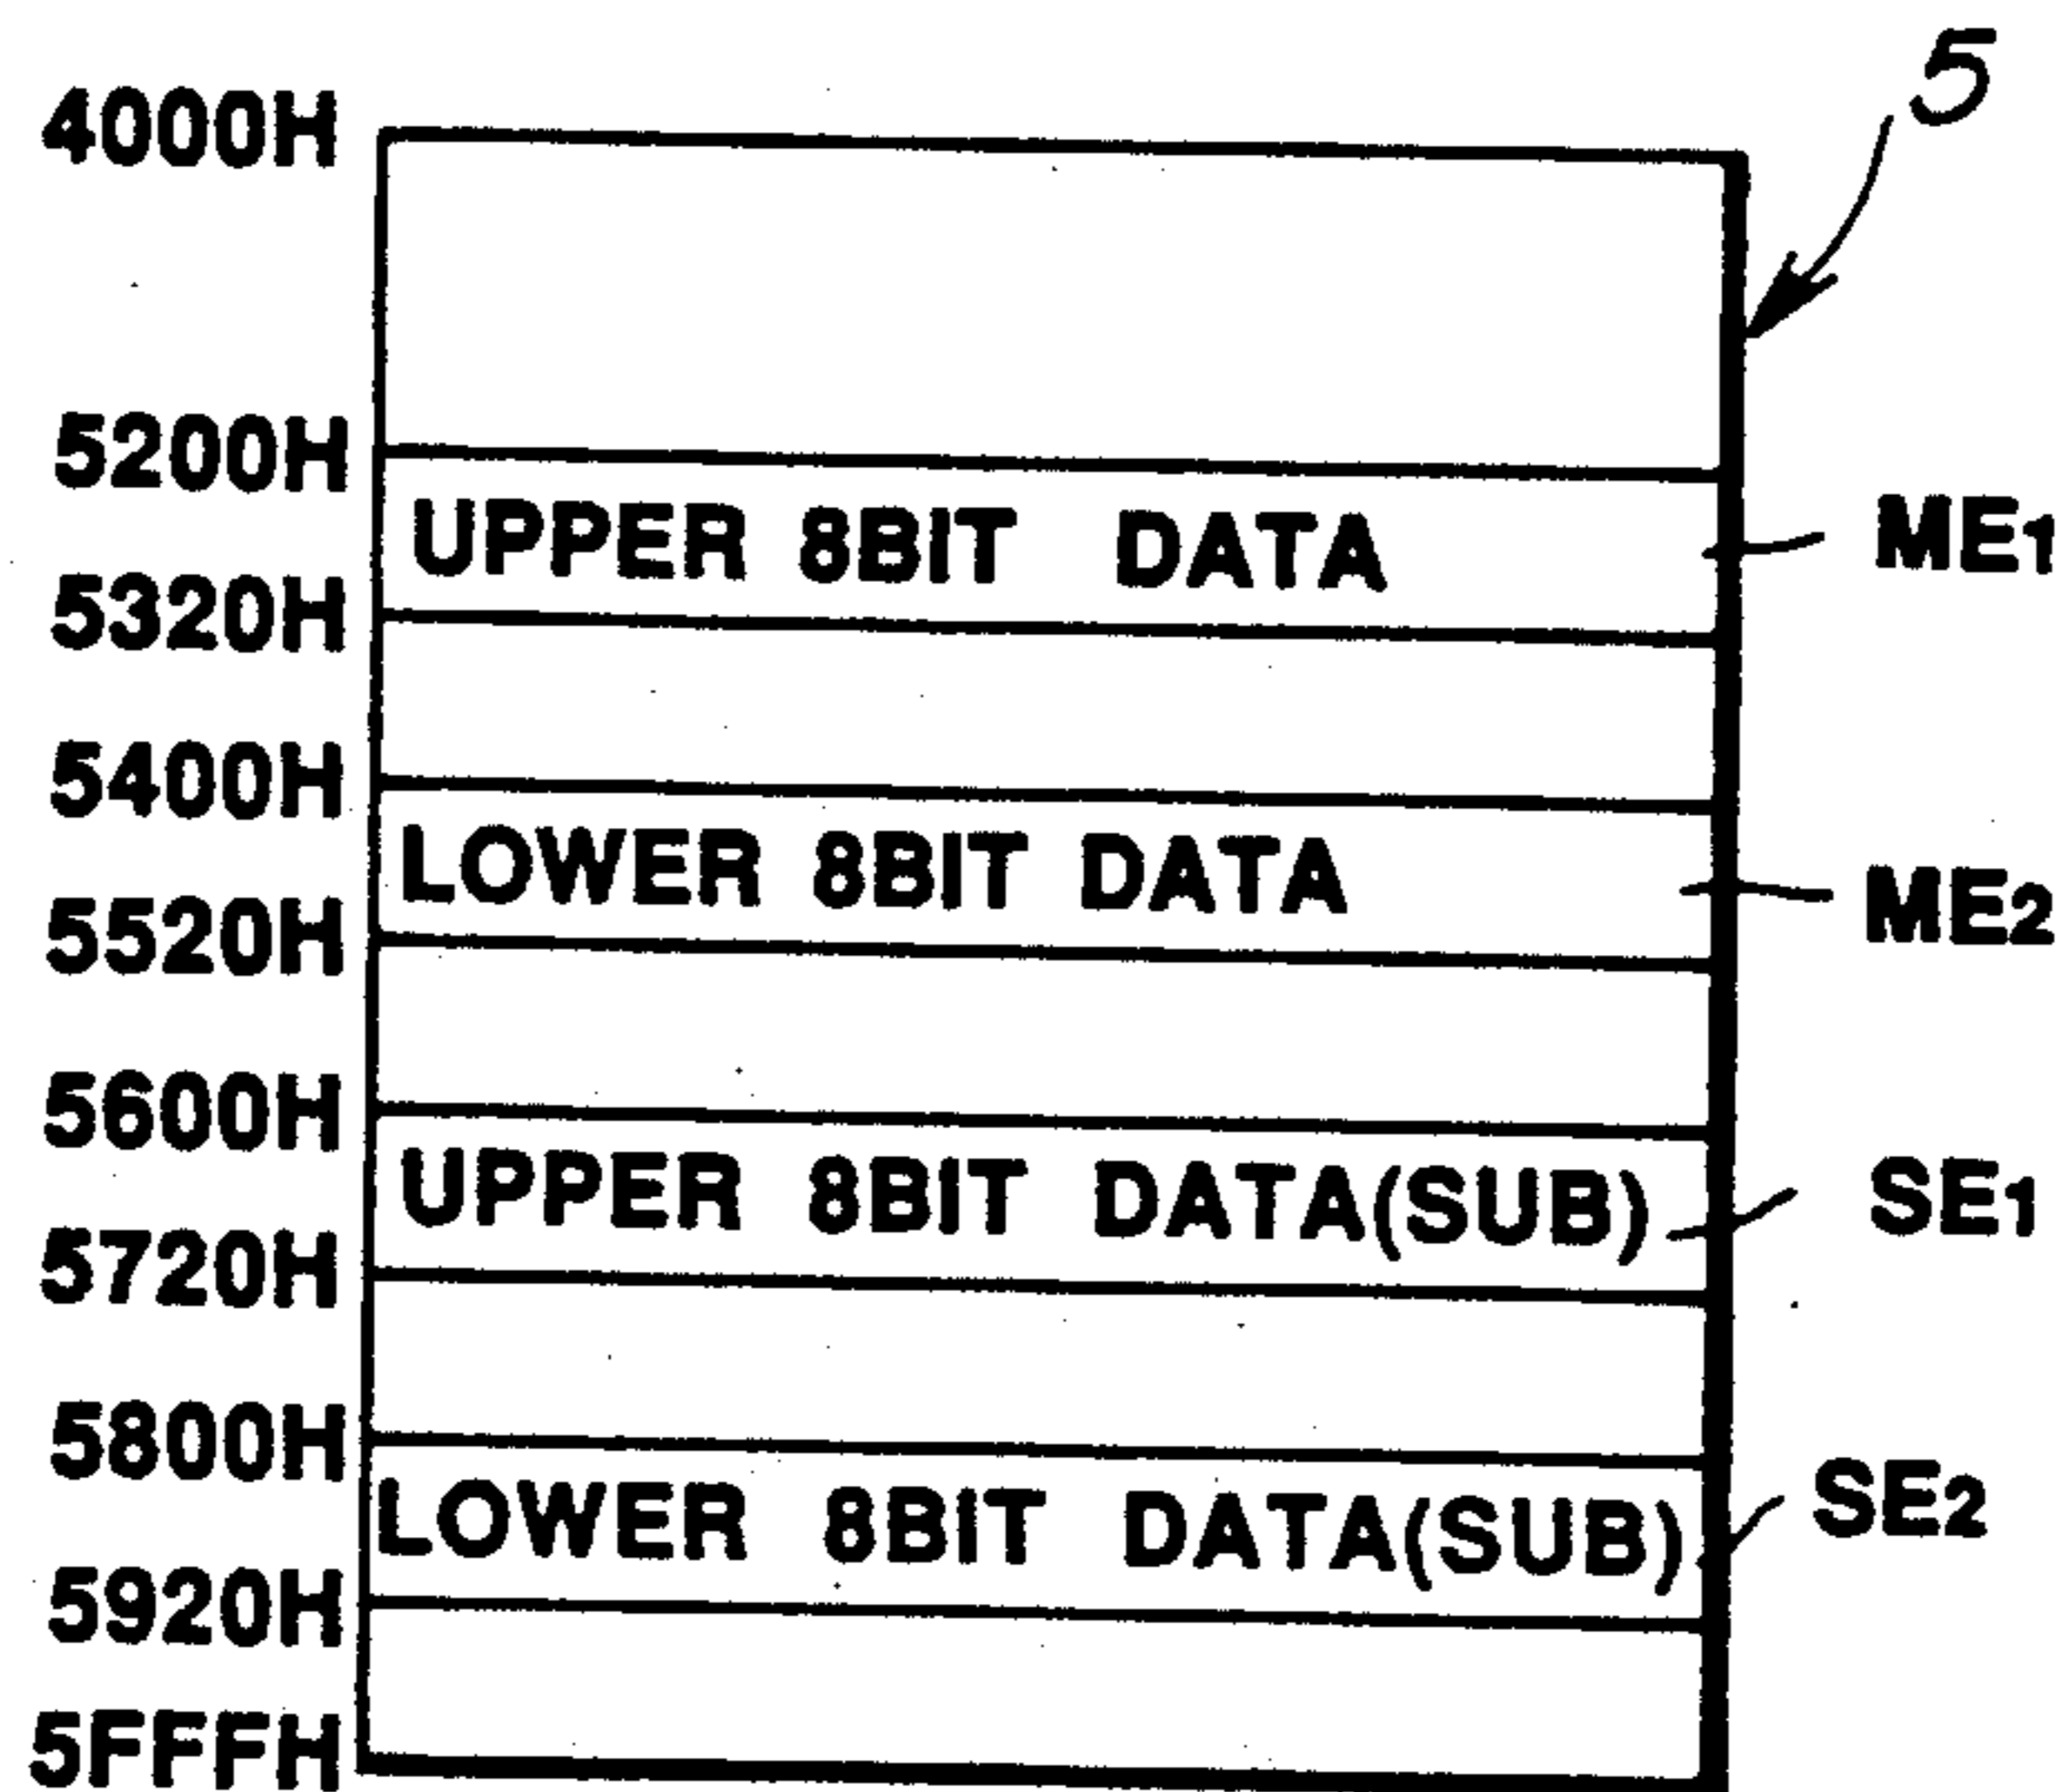 5
4000H
5200H
UPPER 8BIT DATA
ME1
5320H
5400H
LOWER 8BIT DATA
ME2
5520H
5600H
UPPER 8BIT DATA(SUB)
SE1
5720H
5800H
LOWER 8BIT DATA(SUB)
SE2
5920H
5FFFH